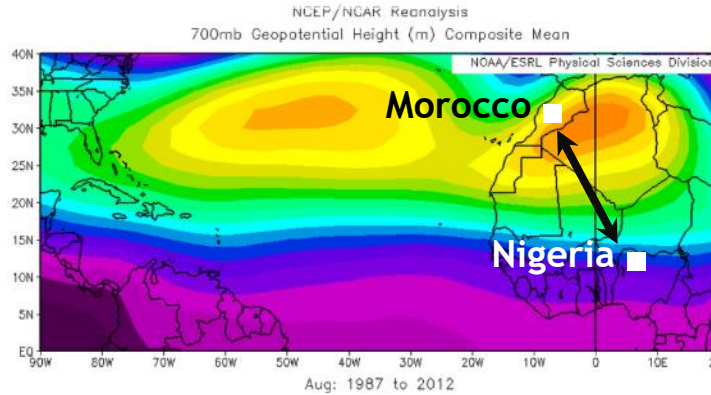 NCEP/NCAR Reanalysis
700mb Geopotential Height (m) Composite Mean
NOAA/ESRL Physical Sciences Division
40N
35N
30N
25N
20N
15N
10N
5N
EQ
Morocco
Nigeria
90W 80W 70W 60W 50W 40W 30W 20W 10W 0 10E
Aug: 1987 to 2012